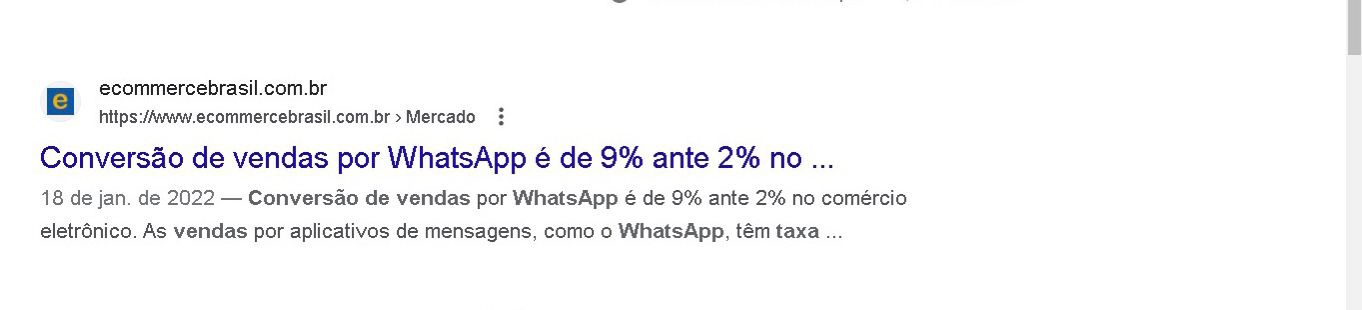 ecommercebrasil.com.br
https://www.ecommercebrasil.com.br › Mercado
Conversão de vendas por WhatsApp é de 9% ante 2% no ...
18 de jan. de 2022 — Conversão de vendas por WhatsApp é de 9% ante 2% no comércio
eletrônico. As vendas por aplicativos de mensagens, como o WhatsApp, têm taxa ...